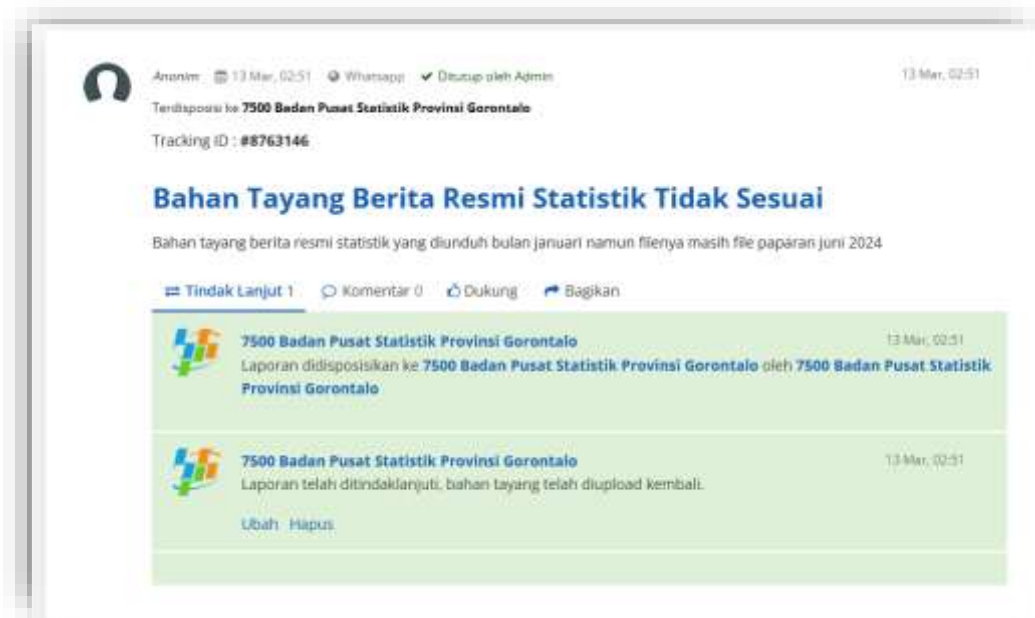 Anonim 13 Mar, 02:51 Whatsapp Ditutup oleh Admin 13 Mar, 02:51
Terdisposisi ke 7500 Badan Pusat Statistik Provinsi Gorontalo
Tracking ID : #8763146
Bahan Tayang Berita Resmi Statistik Tidak Sesuai
Bahan tayang berita resmi statistik yang diunduh bulan januari namun filenya masih file paparan juni 2024
Tindak Lanjut 1 Komentar 0 Dukung Bagikan
7500 Badan Pusat Statistik Provinsi Gorontalo 13 Mar, 02:51
Laporan didisposisikan ke 7500 Badan Pusat Statistik Provinsi Gorontalo oleh 7500 Badan Pusat Statistik
Provinsi Gorontalo
7500 Badan Pusat Statistik Provinsi Gorontalo 13 Mar, 02:51
Laporan telah ditindaklanjuti, bahan tayang telah diupload kembali.
Ubah Hapus